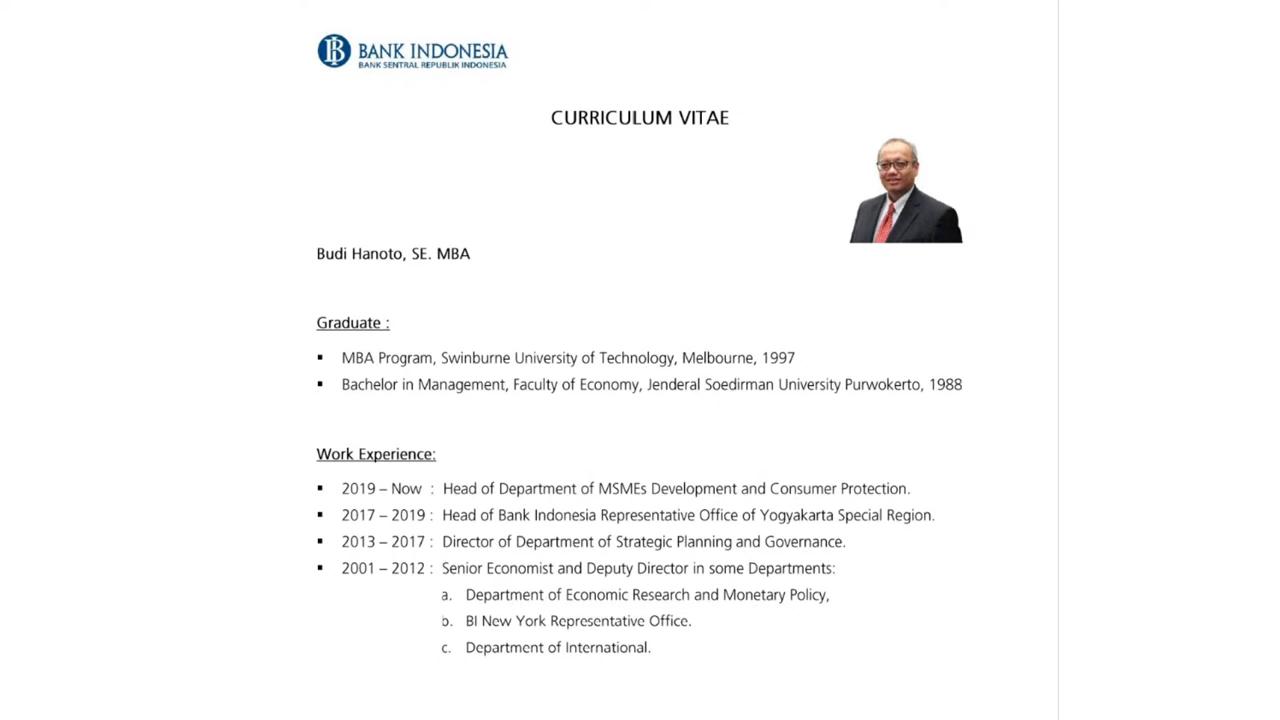 BANK INDONESIA
BANK SENTRAL REPUBLIK INDONESIA
CURRICULUM VITAE
Budi Hanoto, SE. MBA
Graduate :
▪ MBA Program, Swinburne University of Technology, Melbourne, 1997
▪ Bachelor in Management, Faculty of Economy, Jenderal Soedirman University Purwokerto, 1988
Work Experience:
▪ 2019 – Now : Head of Department of MSMEs Development and Consumer Protection.
▪ 2017 – 2019 : Head of Bank Indonesia Representative Office of Yogyakarta Special Region.
▪ 2013 – 2017 : Director of Department of Strategic Planning and Governance.
▪ 2001 – 2012 : Senior Economist and Deputy Director in some Departments:
a. Department of Economic Research and Monetary Policy,
b. BI New York Representative Office.
c. Department of International.